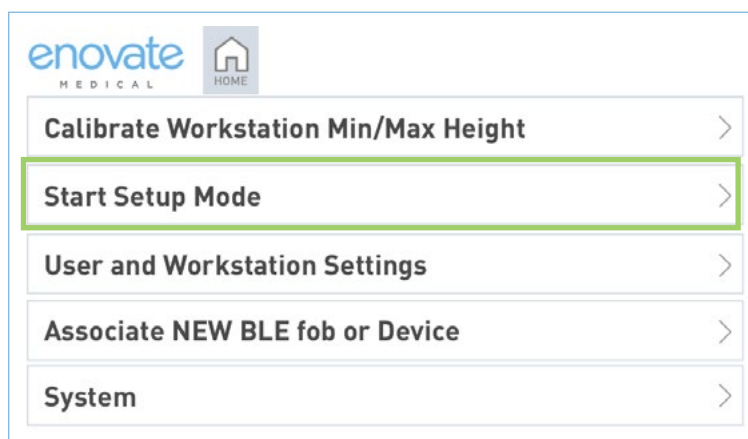 enovate
MEDICAL
HOME
Calibrate Workstation Min/Max Height
Start Setup Mode
User and Workstation Settings
Associate NEW BLE fob or Device
System